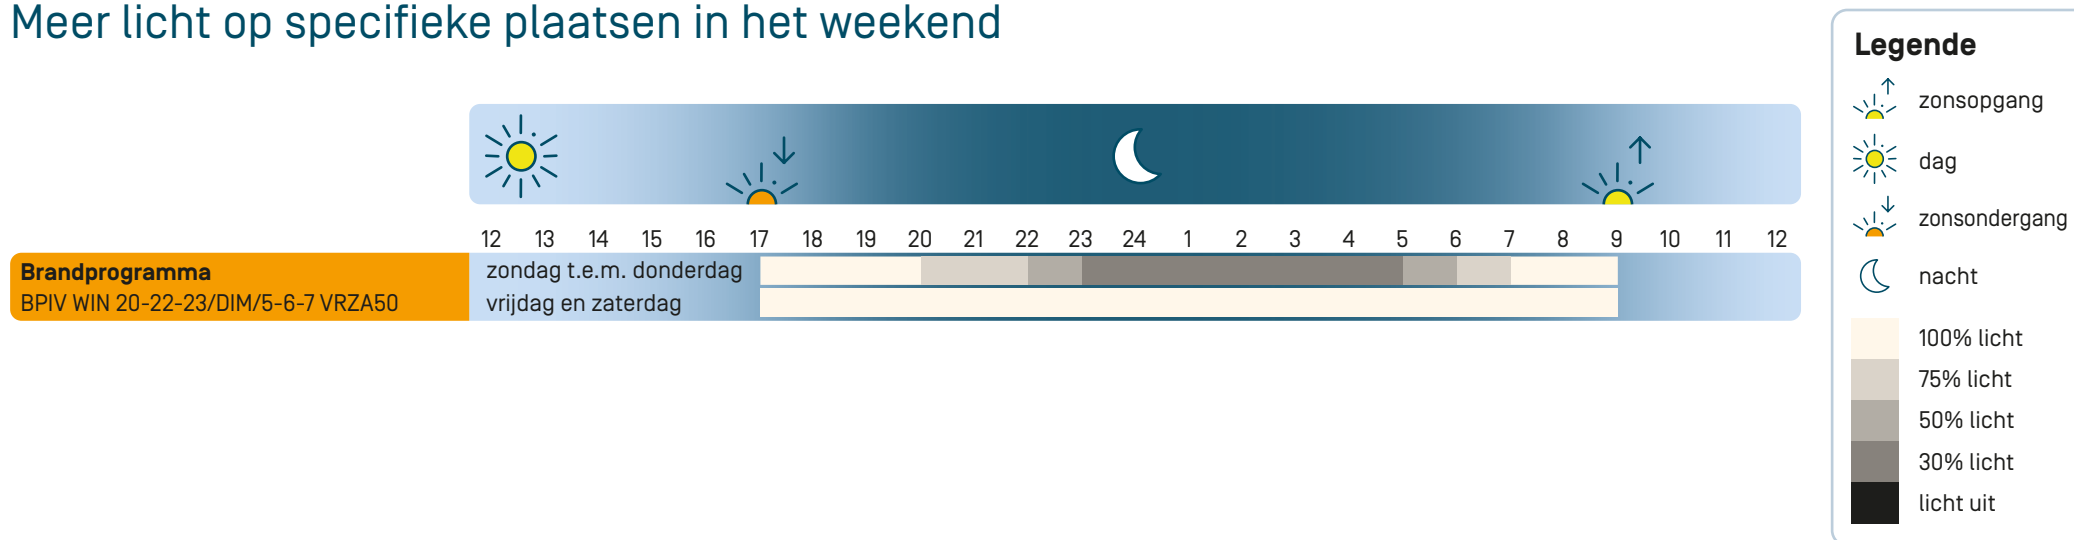 Meer licht op specifieke plaatsen in het weekend
12 13 14 15 16 17 18 19 20 21 22 23 24 1 2 3 4 5 6 7 8 9 10 11 12
Brandprogramma
BPIV WIN 20-22-23/DIM/5-6-7 VRZA50
zondag t.e.m. donderdag
vrijdag en zaterdag
Legende
zonsopgang
dag
zonsondergang
nacht
100% licht
75% licht
50% licht
30% licht
licht uit